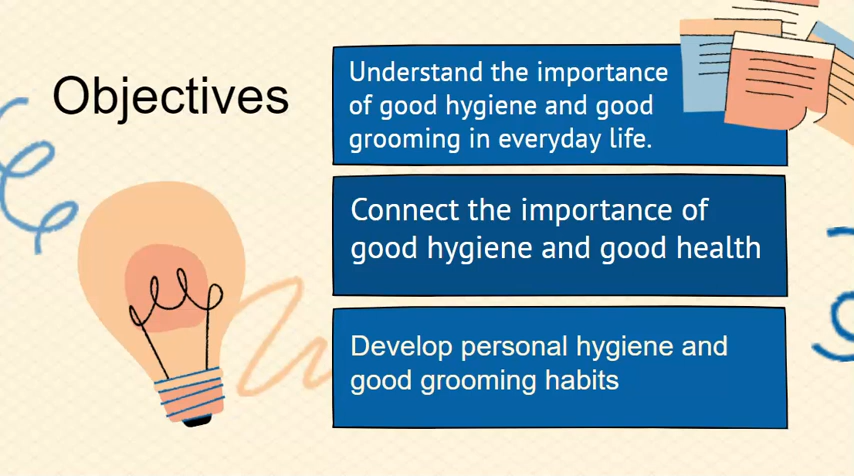 Objectives
Understand the importance
of good hygiene and good
grooming in everyday life.
Connect the importance of
good hygiene and good health
Develop personal hygiene and
good grooming habits